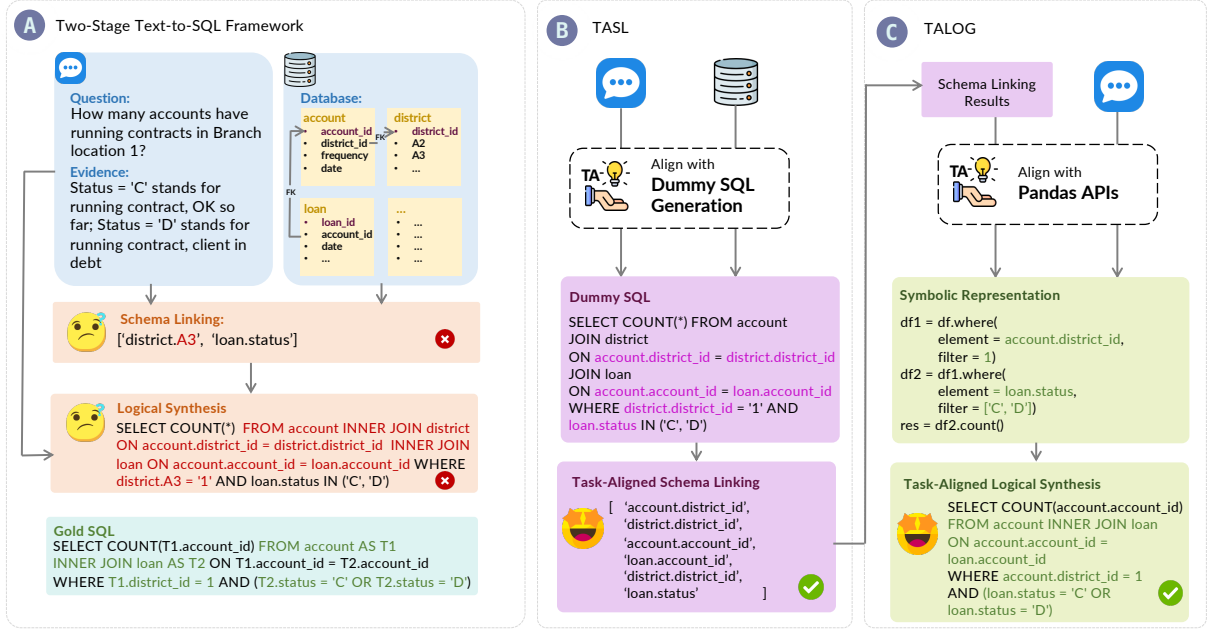 A
Two-Stage Text-to-SQL Framework
Question:
How many accounts have
running contracts in Branch
location 1?
Evidence:
Status = 'C' stands for
running contract, OK so
far; Status = 'D' stands for
running contract, client in
debt
Database:
account
• account_id
• district_id
• frequency
• date
FK
district
• district_id
• A2
• A3
• ...
FK
loan
• loan_id
• account_id
• date
• ...
...
• ...
• ...
• ...
• ...
Schema Linking:
[‘district.A3’, ‘loan.status’]
Logical Synthesis
SELECT COUNT(*) FROM account INNER JOIN district
ON account.district_id = district.district_id INNER JOIN
loan ON account.account_id = loan.account_id WHERE
district.A3 = '1' AND loan.status IN ('C', 'D')
Gold SQL
SELECT COUNT(T1.account_id) FROM account AS T1
INNER JOIN loan AS T2 ON T1.account_id = T2.account_id
WHERE T1.district_id = 1 AND (T2.status = 'C' OR T2.status = 'D')
B
TASL
TA-
Align with
Dummy SQL
Generation
Dummy SQL
SELECT COUNT(*) FROM account
JOIN district
ON account.district_id = district.district_id
JOIN loan
ON account.account_id = loan.account_id
WHERE district.district_id = '1' AND
loan.status IN ('C', 'D')
Task-Aligned Schema Linking
[ ‘account.district_id’,
‘district.district_id’,
‘account.account_id’,
‘loan.account_id’,
‘district.district_id’,
‘loan.status’ ]
C
TALOG
Schema Linking
Results
TA-
Align with
Pandas APIs
Symbolic Representation
df1 = df.where(
element = account.district_id,
filter = 1)
df2 = df1.where(
element = loan.status,
filter = ['C', 'D'])
res = df2.count()
Task-Aligned Logical Synthesis
SELECT COUNT(account.account_id)
FROM account INNER JOIN loan
ON account.account_id =
loan.account_id
WHERE account.district_id = 1
AND (loan.status = 'C' OR
loan.status = 'D')